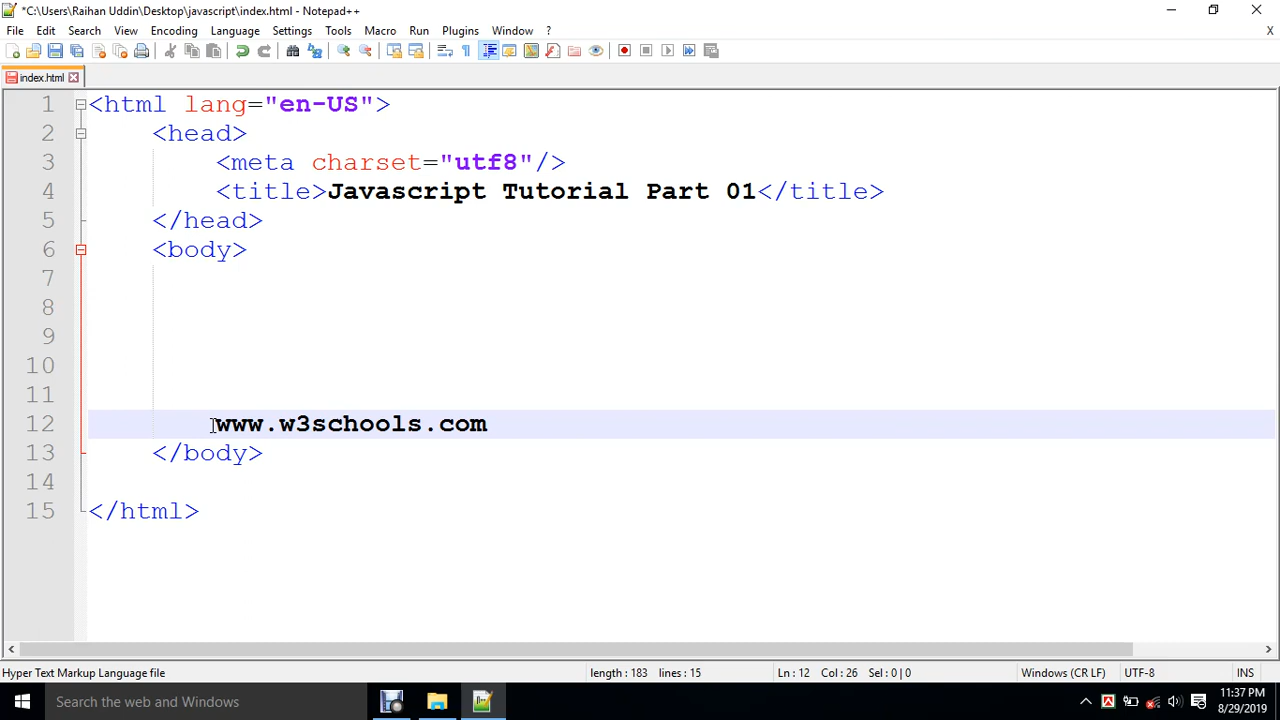 *C:\Users\Raihan Uddin\Desktop\javascript\index.html - Notepad++
File Edit Search View Encoding Language Settings Tools Macro Run Plugins Window ? X
index.html
1 <html lang="en-US">
2 <head>
3 <meta charset="utf8"/>
4 <title>Javascript Tutorial Part 01</title>
5 </head>
6 <body>
7
8
9
10
11
12 www.w3schools.com
13 </body>
14
15 </html>
Hyper Text Markup Language file length : 183 lines : 15 Ln : 12 Col : 26 Sel : 0 | 0 Windows (CR LF) UTF-8 INS
Search the web and Windows
11:37 PM
8/29/2019